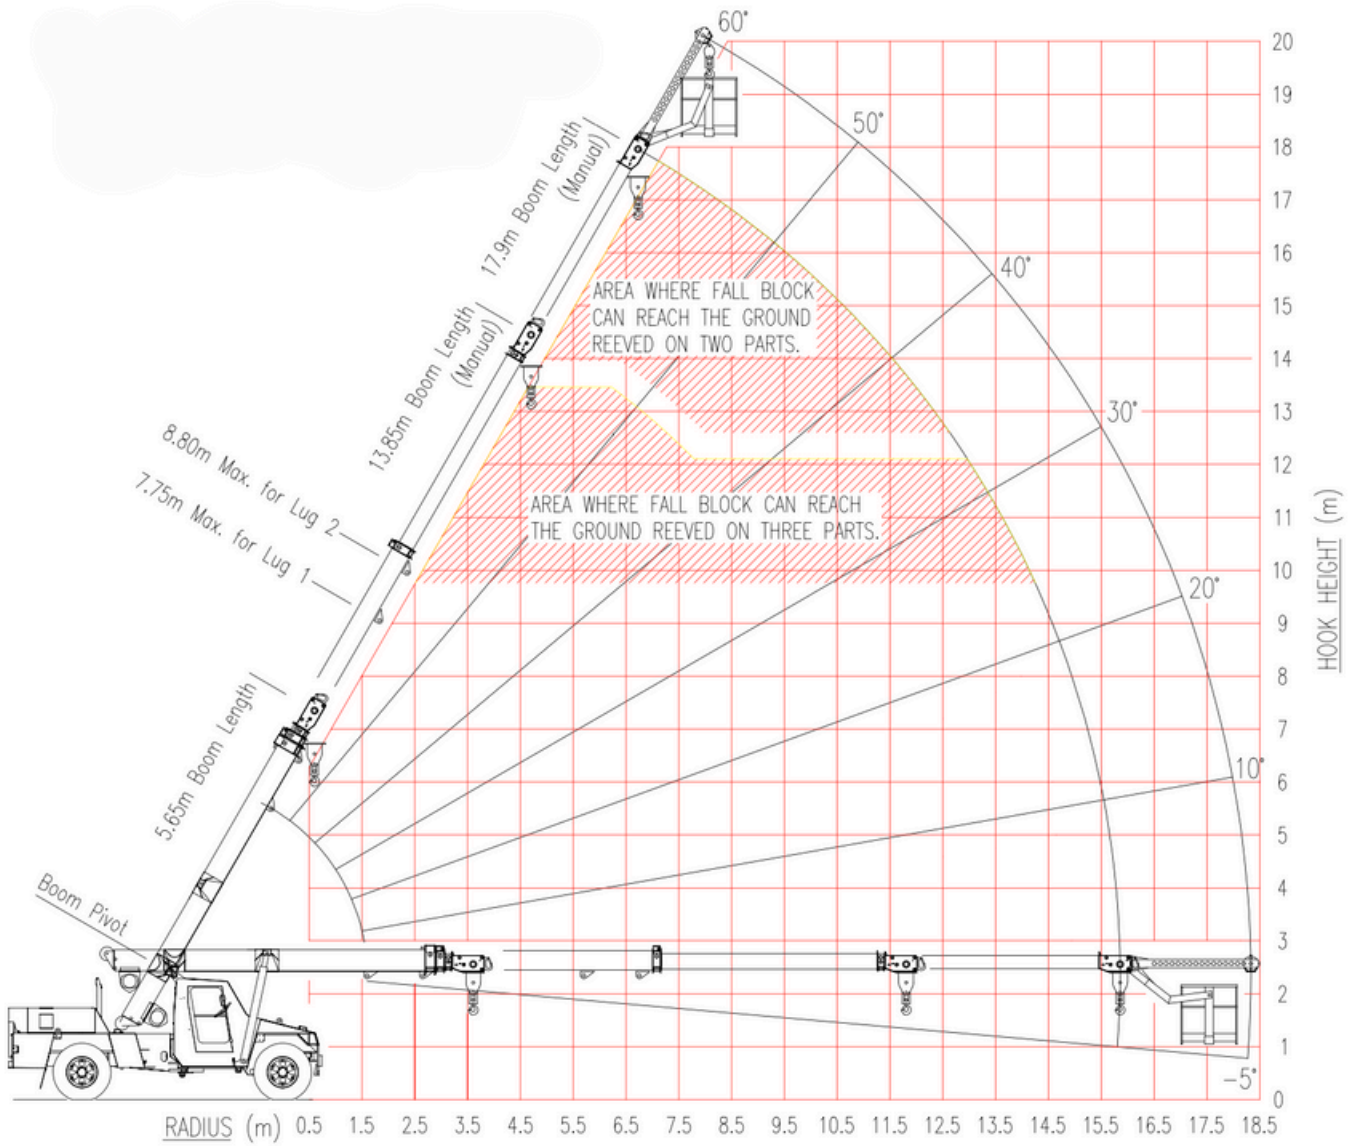 60°
50°
40°
30°
20°
10°
-5°
17.9m Boom Length
(Manual)
13.85m Boom Length
(Manual)
8.80m Max. for Lug 2
7.75m Max. for Lug 1
5.65m Boom Length
Boom Pivot
AREA WHERE FALL BLOCK
CAN REACH THE GROUND
REEVED ON TWO PARTS.
AREA WHERE FALL BLOCK CAN REACH
THE GROUND REEVED ON THREE PARTS.
20
19
18
17
16
15
14
13
12
11
10
9
8
7
6
5
4
3
2
1
0
HOOK HEIGHT (m)
RADIUS (m) 0.5 1.5 2.5 3.5 4.5 5.5 6.5 7.5 8.5 9.5 10.5 11.5 12.5 13.5 14.5 15.5 16.5 17.5 18.5